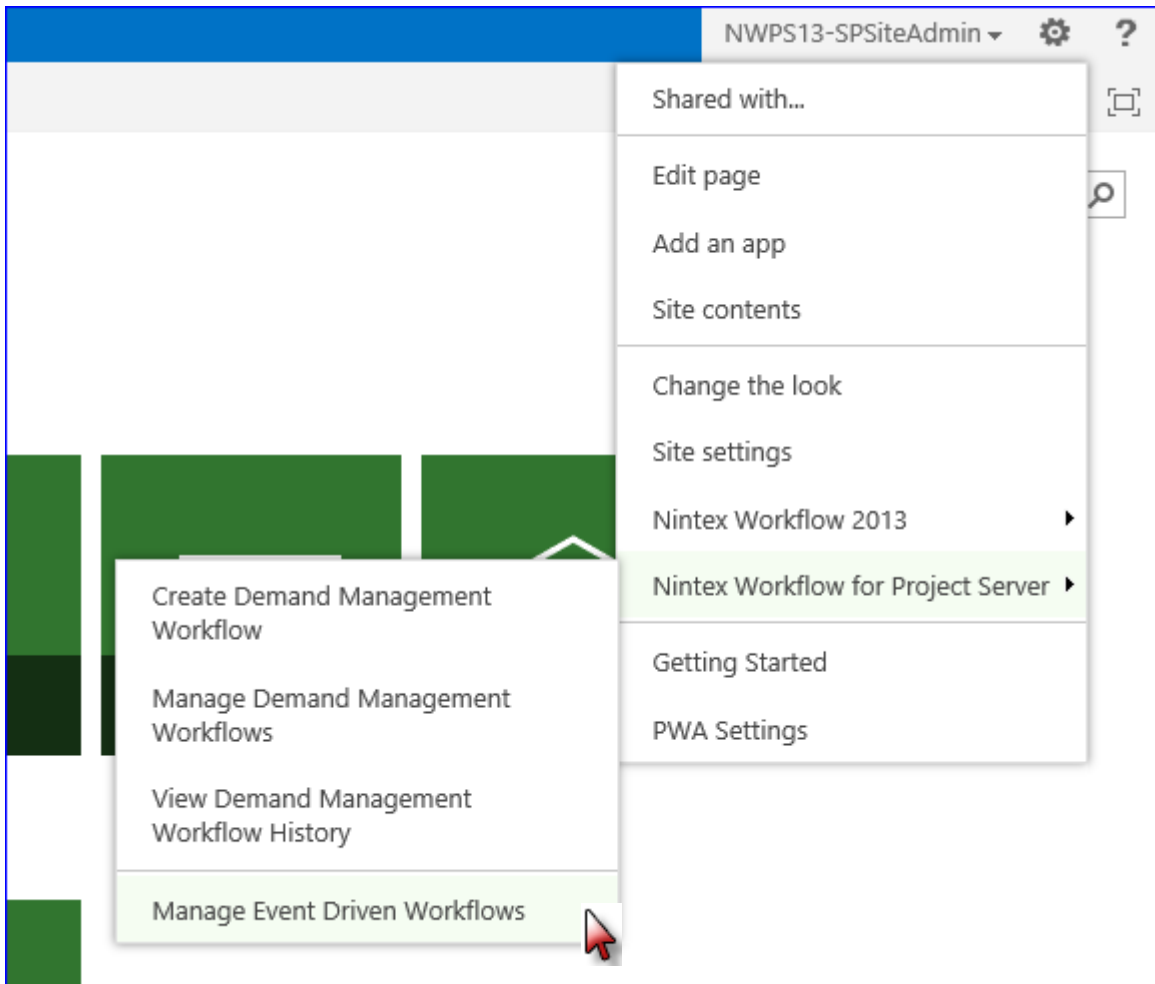 NWPS13-SPSiteAdmin
?
Shared with...
Edit page
Add an app
Site contents
Change the look
Site settings
Nintex Workflow 2013
Nintex Workflow for Project Server
Getting Started
PWA Settings
Create Demand Management
Workflow
Manage Demand Management
Workflows
View Demand Management
Workflow History
Manage Event Driven Workflows